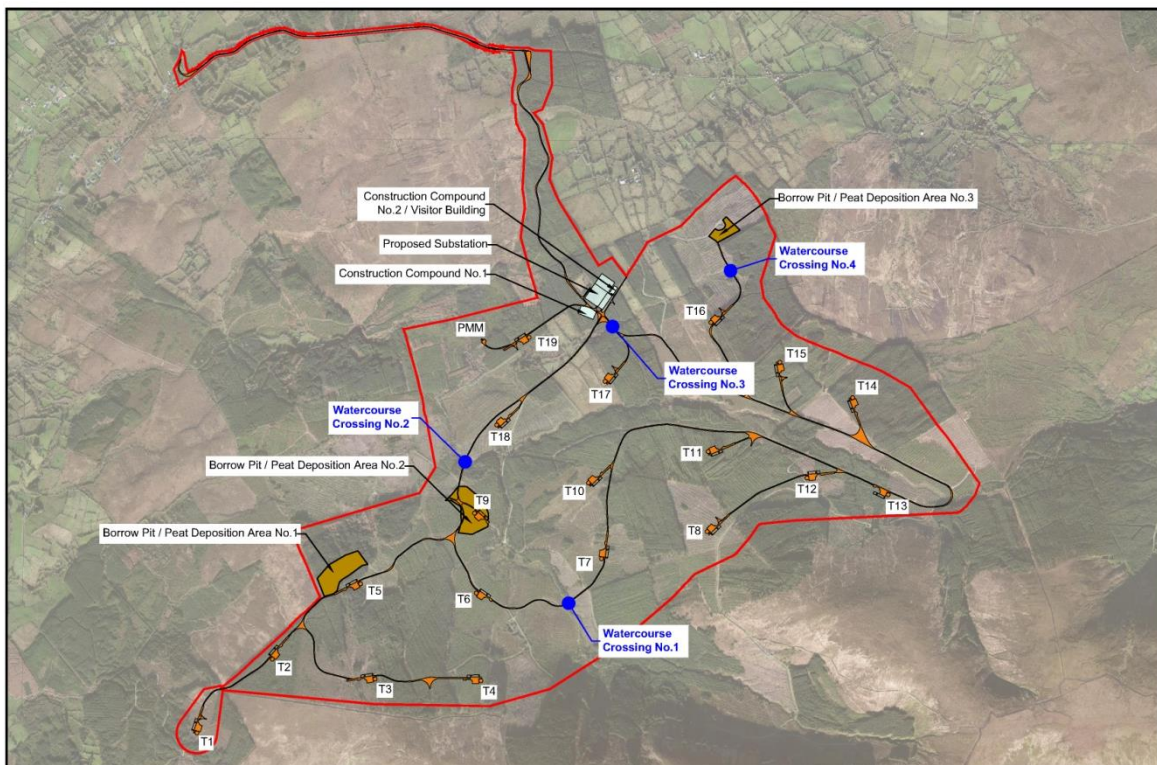 Construction Compound
No.2 / Visitor Building
Borrow Pit / Peat Deposition Area No.3
Proposed Substation
Watercourse
Crossing No.4
Construction Compound No.1
T16
PMM
T19
T15
Watercourse
Crossing No.3
T17
T14
Watercourse
Crossing No.2
T18
T11
Borrow Pit / Peat Deposition Area No.2
T10
T12
T9
T13
T8
Borrow Pit / Peat Deposition Area No.1
T7
T5
T6
Watercourse
Crossing No.1
T2
T3
T4
T1